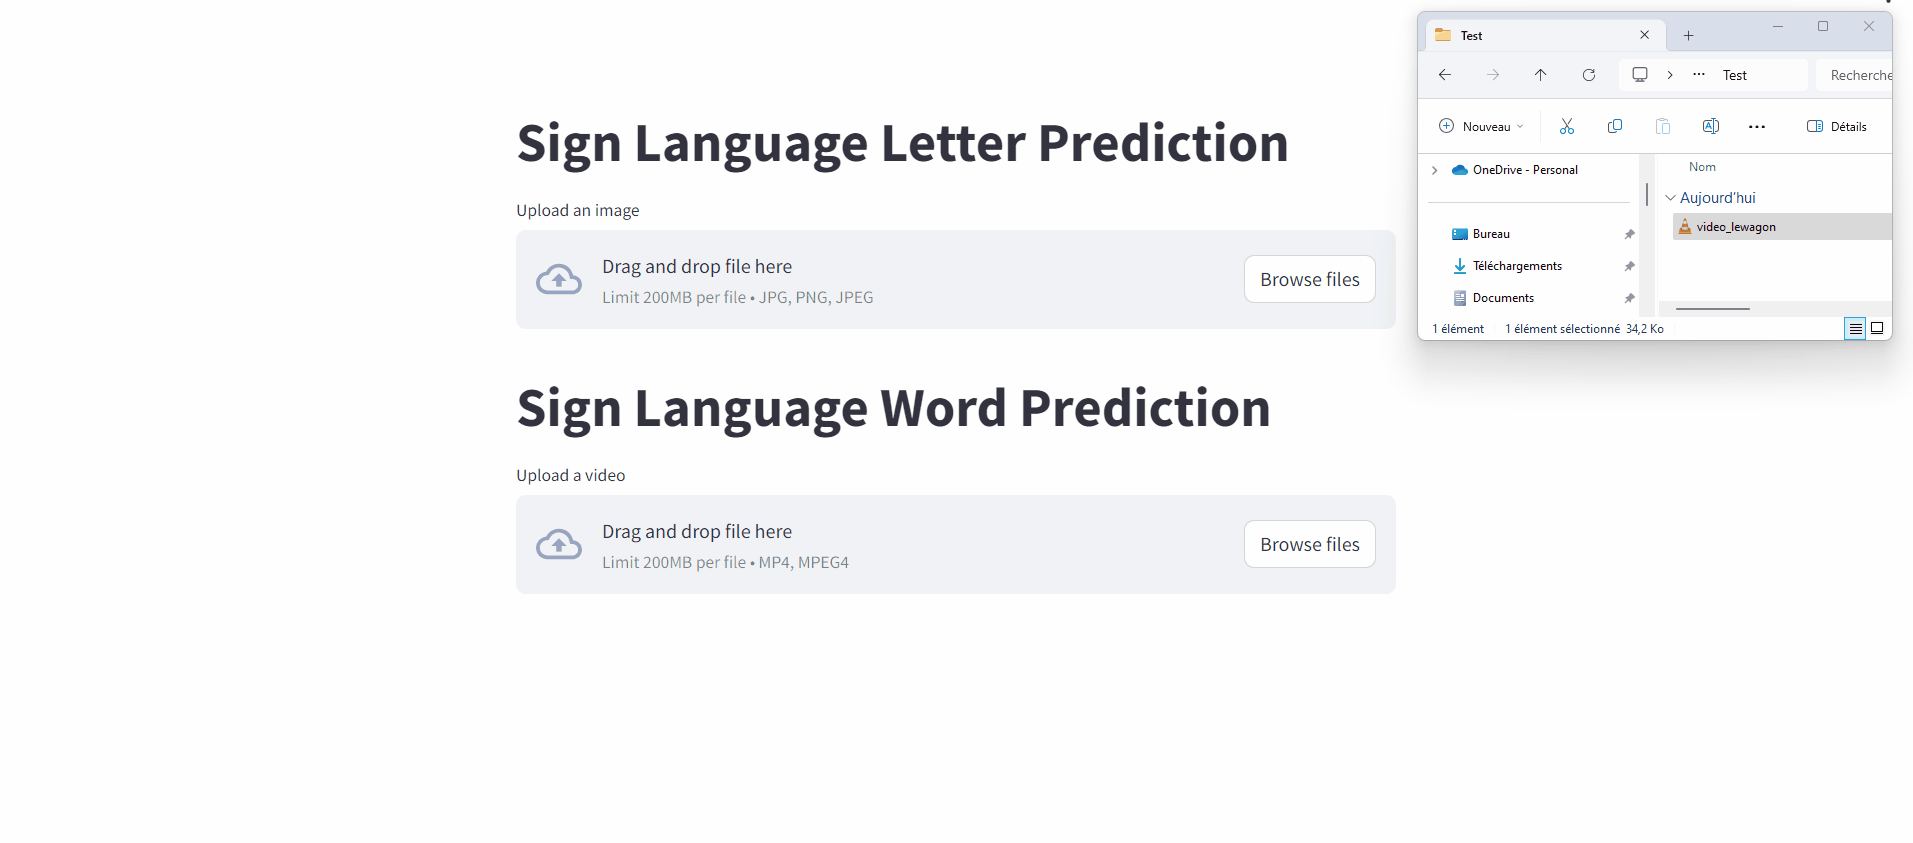 Sign Language Letter Prediction
Upload an image
Drag and drop file here
Limit 200MB per file • JPG, PNG, JPEG
Browse files
Sign Language Word Prediction
Upload a video
Drag and drop file here
Limit 200MB per file • MP4, MPEG4
Browse files
Test
Test
Recherche
Nouveau
Détails
OneDrive - Personal
Bureau
Téléchargements
Documents
Nom
Aujourd'hui
video_lewagon
1 élément 1 élément sélectionné 34,2 Ko